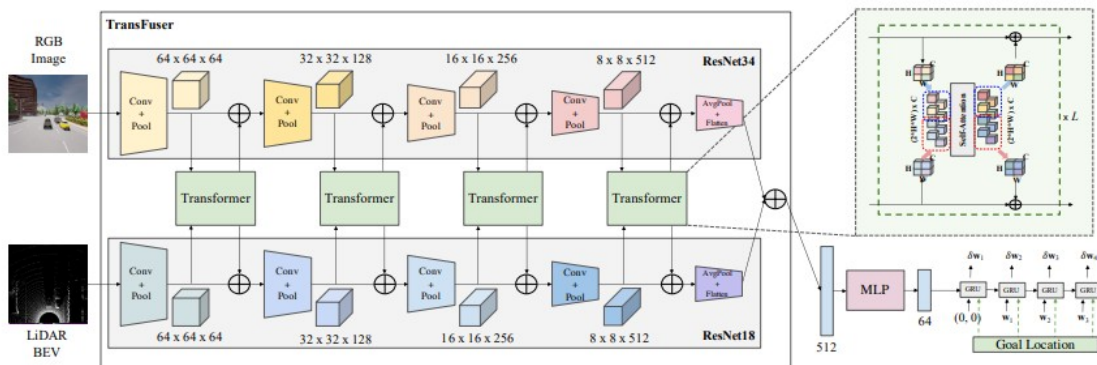 TransFuser
RGB
Image
64 x 64 x 64
32 x 32 x 128
16 x 16 x 256
8 x 8 x 512
ResNet34
Conv
+
Pool
Conv
+
Pool
Conv
+
Pool
Conv
+
Pool
AvgPool
+
Flatten
Transformer
Transformer
Transformer
Transformer
Conv
+
Pool
Conv
+
Pool
Conv
+
Pool
Conv
+
Pool
AvgPool
+
Flatten
LiDAR
BEV
64 x 64 x 64
32 x 32 x 128
16 x 16 x 256
8 x 8 x 512
ResNet18
C
H
W
C
H
W
(2*H*W) x C
Self-Attention
(2*H*W) x C
x L
C
H
W
C
H
W
512
MLP
64
δw₁
δw₂
δw₃
δw₄
GRU
GRU
GRU
GRU
(0, 0)
w₁
w₂
w₃
Goal Location